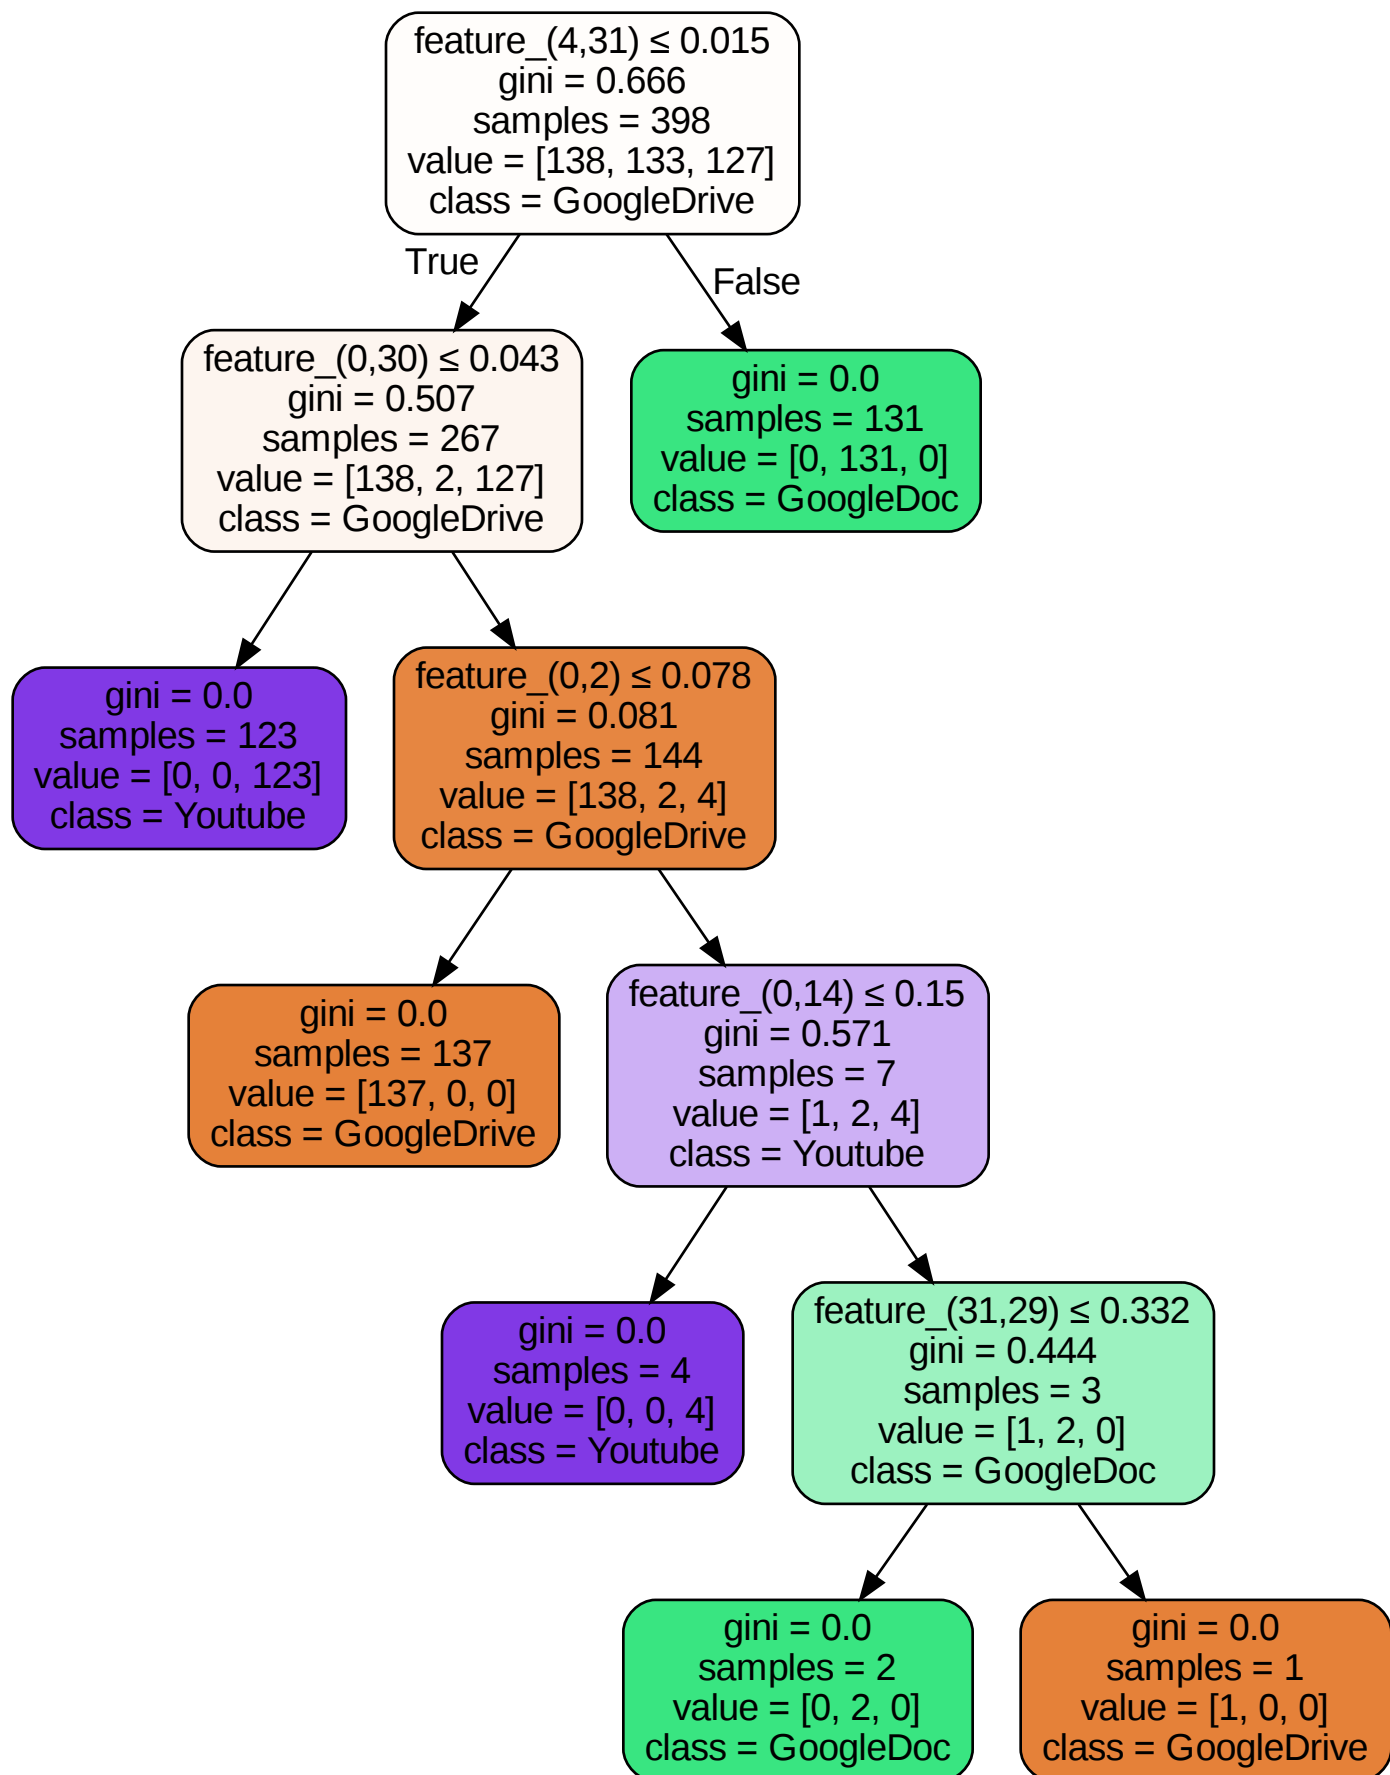 feature_(4,31) ≤ 0.015
gini = 0.666
samples = 398
value = [138, 133, 127]
class = GoogleDrive
True
False
feature_(0,30) ≤ 0.043
gini = 0.507
samples = 267
value = [138, 2, 127]
class = GoogleDrive
gini = 0.0
samples = 131
value = [0, 131, 0]
class = GoogleDoc
gini = 0.0
samples = 123
value = [0, 0, 123]
class = Youtube
feature_(0,2) ≤ 0.078
gini = 0.081
samples = 144
value = [138, 2, 4]
class = GoogleDrive
gini = 0.0
samples = 137
value = [137, 0, 0]
class = GoogleDrive
feature_(0,14) ≤ 0.15
gini = 0.571
samples = 7
value = [1, 2, 4]
class = Youtube
gini = 0.0
samples = 4
value = [0, 0, 4]
class = Youtube
feature_(31,29) ≤ 0.332
gini = 0.444
samples = 3
value = [1, 2, 0]
class = GoogleDoc
gini = 0.0
samples = 2
value = [0, 2, 0]
class = GoogleDoc
gini = 0.0
samples = 1
value = [1, 0, 0]
class = GoogleDrive